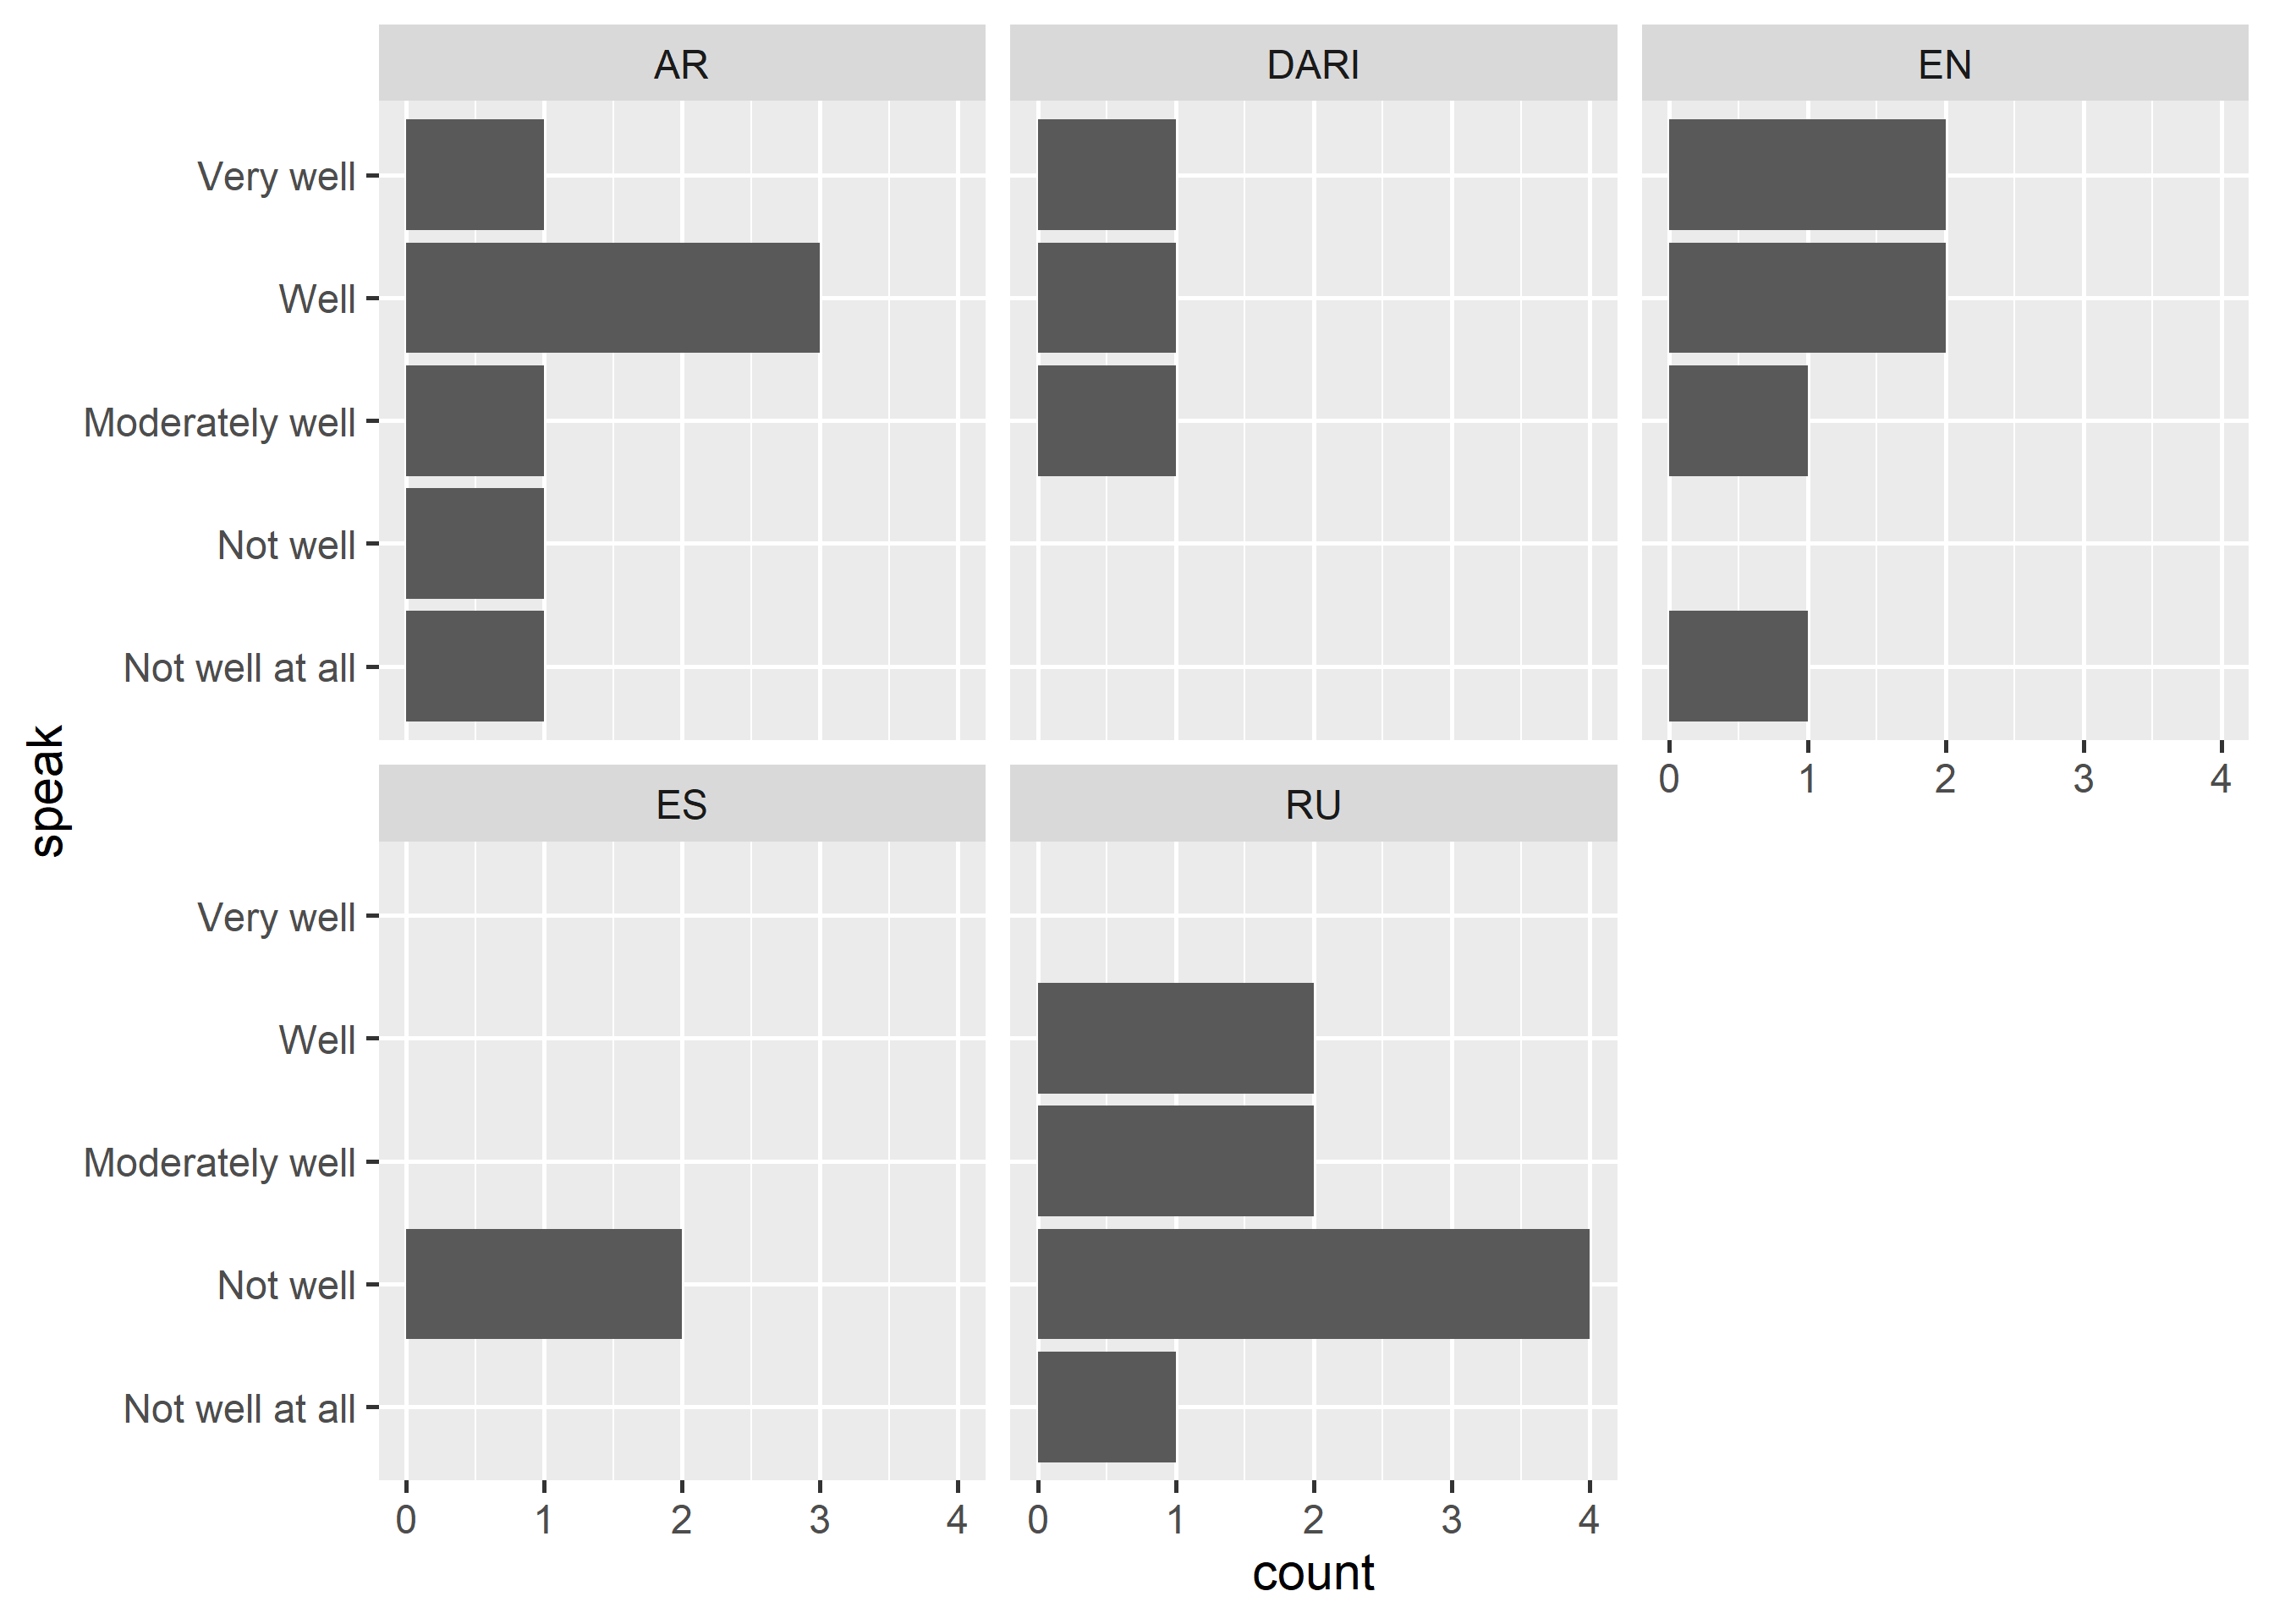 AR
DARI
EN
Very well
Well
Moderately well
Not well
Not well at all
0 1 2 3 4
speak
ES
RU
Very well
Well
Moderately well
Not well
Not well at all
0 1 2 3 4
0 1 2 3 4
count